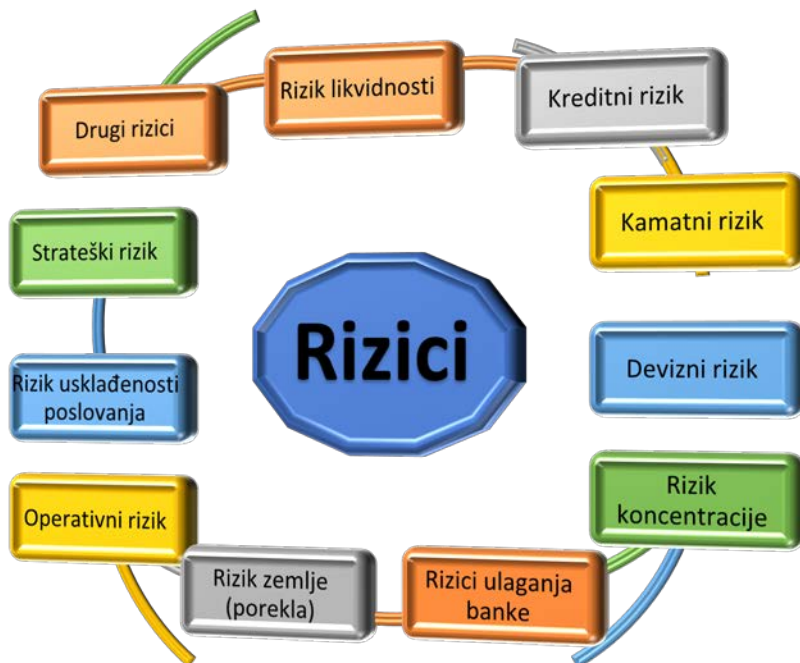 Rizik likvidnosti
Kreditni rizik
Drugi rizici
Kamatni rizik
Strateški rizik
Rizici
Devizni rizik
Rizik usklađenosti
poslovanja
Rizik
koncentracije
Operativni rizik
Rizik zemlje
(porekla)
Rizici ulaganja
banke